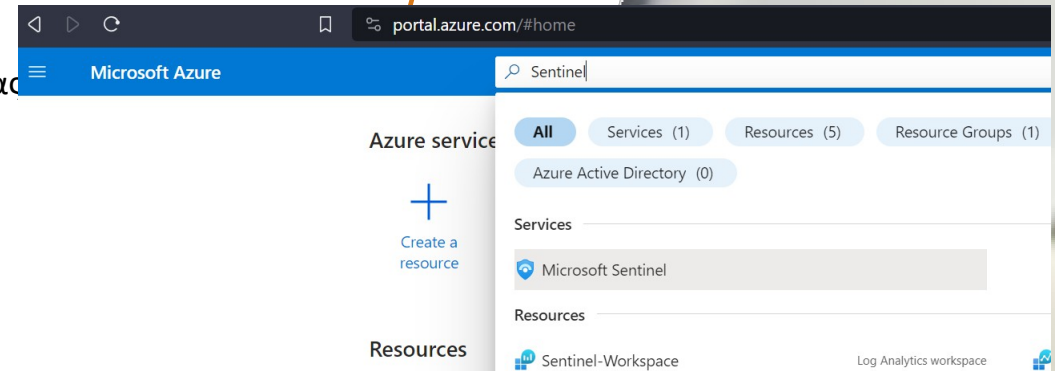 portal.azure.com/#home
Microsoft Azure
Sentinel
All Services (1) Resources (5) Resource Groups (1)
Azure service
Azure Active Directory (0)
Services
Create a
resource
Microsoft Sentinel
Resources
Resources
Sentinel-Workspace Log Analytics workspace